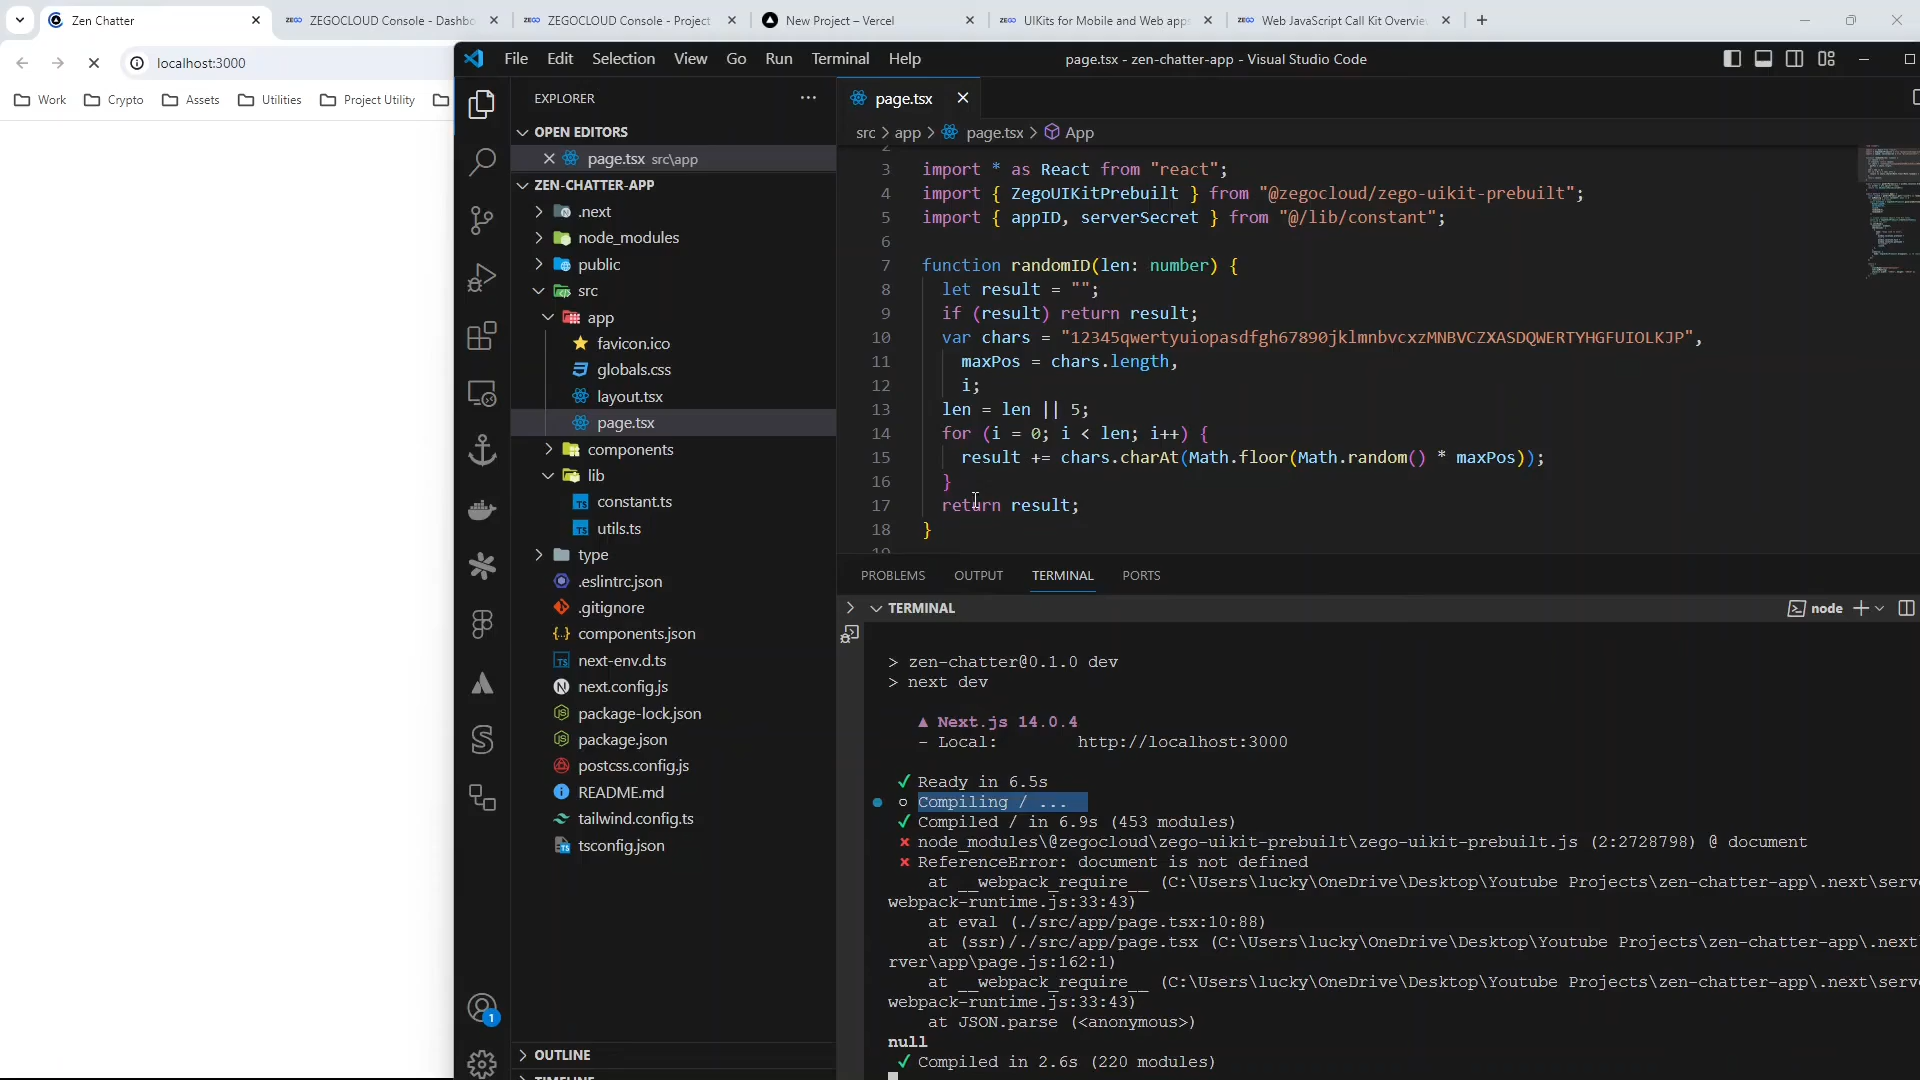 Zen Chatter
ZEGOCLOUD Console - Dashbo
ZEGOCLOUD Console - Project
New Project – Vercel
UIKits for Mobile and Web apps
Web JavaScript Call Kit Overvie
localhost:3000
Work
Crypto
Assets
Utilities
Project Utility
File Edit Selection View Go Run Terminal Help
page.tsx - zen-chatter-app - Visual Studio Code
EXPLORER
OPEN EDITORS
page.tsx src\app
ZEN-CHATTER-APP
.next
node_modules
public
src
app
favicon.ico
globals.css
layout.tsx
page.tsx
components
lib
constant.ts
utils.ts
type
.eslintrc.json
.gitignore
components.json
next-env.d.ts
next.config.js
package-lock.json
package.json
postcss.config.js
README.md
tailwind.config.ts
tsconfig.json
OUTLINE
TIMELINE
1
page.tsx
src > app > page.tsx > App
2
3 import * as React from "react";
4 import { ZegoUIKitPrebuilt } from "@zegocloud/zego-uikit-prebuilt";
5 import { appID, serverSecret } from "@/lib/constant";
6
7 function randomID(len: number) {
8 let result = "";
9 if (result) return result;
10 var chars = "12345qwertyuiopasdfgh67890jklmnbvcxzMNBVCZXASDQWERTYHGFUIOLKJP",
11 maxPos = chars.length,
12 i;
13 len = len || 5;
14 for (i = 0; i < len; i++) {
15 result += chars.charAt(Math.floor(Math.random() * maxPos));
16 }
17 return result;
18 }
19
PROBLEMS OUTPUT TERMINAL PORTS
TERMINAL
node
> zen-chatter@0.1.0 dev
> next dev
▲ Next.js 14.0.4
- Local: http://localhost:3000
✓ Ready in 6.5s
○ Compiling / ...
✓ Compiled / in 6.9s (453 modules)
⨯ node_modules\@zegocloud\zego-uikit-prebuilt\zego-uikit-prebuilt.js (2:2728798) @ document
⨯ ReferenceError: document is not defined
at __webpack_require__ (C:\Users\lucky\OneDrive\Desktop\Youtube Projects\zen-chatter-app\.next\serve
webpack-runtime.js:33:43)
at eval (./src/app/page.tsx:10:88)
at (ssr)/./src/app/page.tsx (C:\Users\lucky\OneDrive\Desktop\Youtube Projects\zen-chatter-app\.next\
rver\app\page.js:162:1)
at __webpack_require__ (C:\Users\lucky\OneDrive\Desktop\Youtube Projects\zen-chatter-app\.next\serve
webpack-runtime.js:33:43)
at JSON.parse (<anonymous>)
null
✓ Compiled in 2.6s (220 modules)